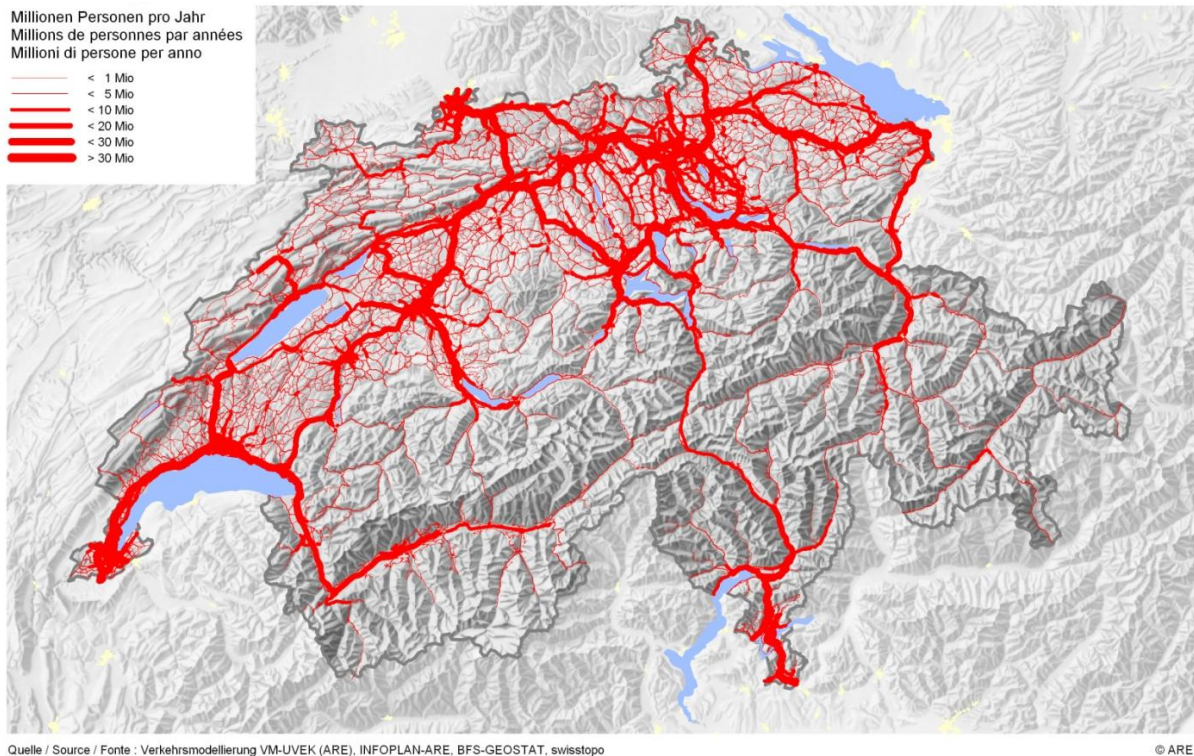 Millionen Personen pro Jahr
Millions de personnes par années
Millioni di persone per anno
< 1 Mio
< 5 Mio
< 10 Mio
< 20 Mio
< 30 Mio
> 30 Mio
Quelle / Source / Fonte : Verkehrsmodellierung VM-UVEK (ARE), INFOPLAN-ARE, BFS-GEOSTAT, swisstopo
© ARE